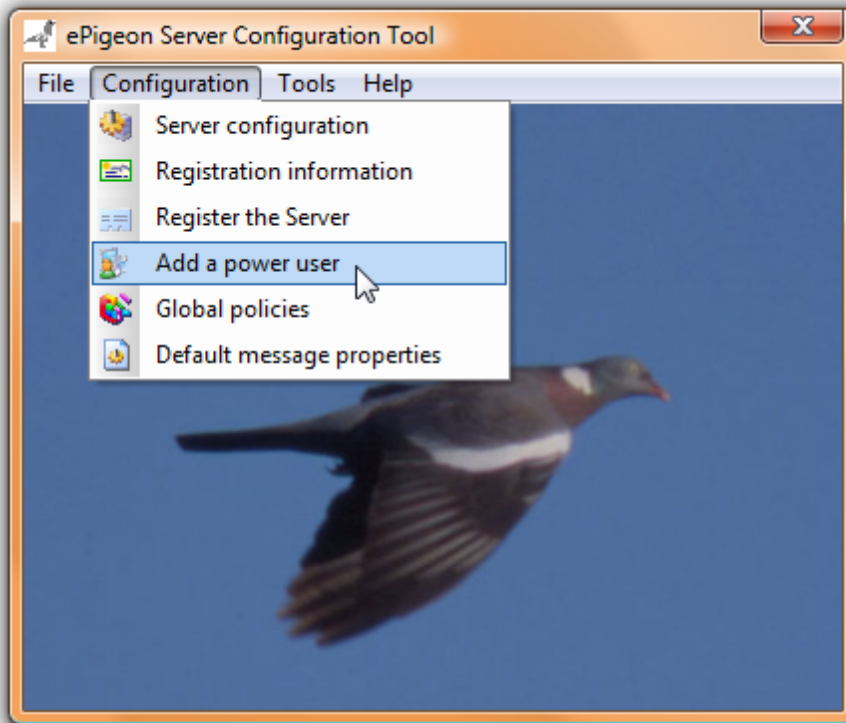 ePigeon Server Configuration Tool
File Configuration Tools Help
Server configuration
Registration information
Register the Server
Add a power user
Global policies
Default message properties